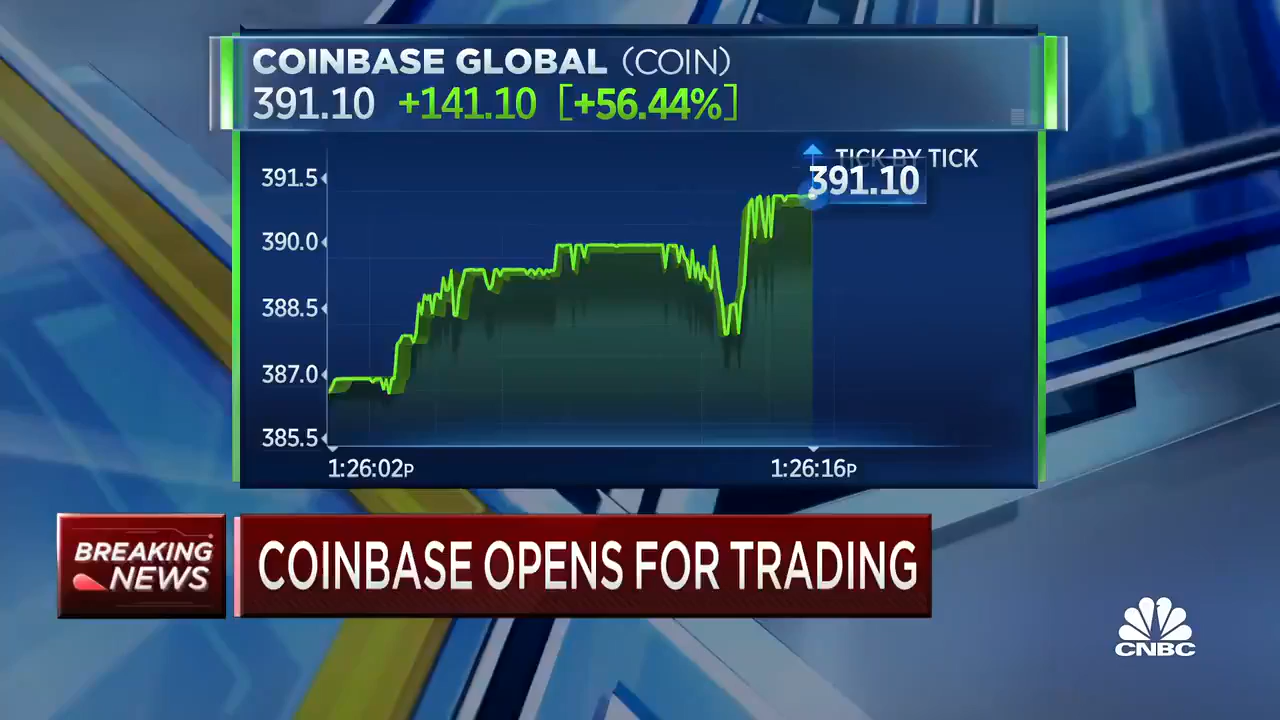 COINBASE GLOBAL (COIN)
391.10 +141.10 [+56.44%]
TICK BY TICK
391.10
391.5
390.0
388.5
387.0
385.5
1:26:02P
1:26:16P
BREAKING NEWS
COINBASE OPENS FOR TRADING
CNBC